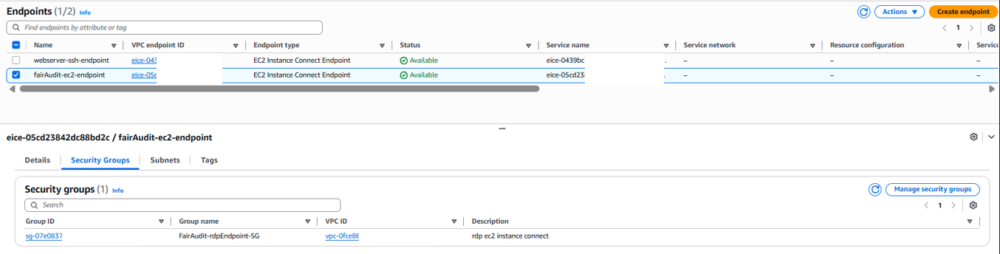 Endpoints (1/2) Info Actions Create endpoint
Find endpoints by attribute or tag 1
Name VPC endpoint ID Endpoint type Status Service name Service network Resource configuration Service
webserver-ssh-endpoint eice-043 EC2 Instance Connect Endpoint Available eice-0439bc . – – –
fairAudit-ec2-endpoint eice-05c EC2 Instance Connect Endpoint Available eice-05cd23 . – – –
eice-05cd23842dc88bd2c / fairAudit-ec2-endpoint
Details Security Groups Subnets Tags
Security groups (1) Info Manage security groups
Search 1
Group ID Group name VPC ID Description
sg-07e0837 FairAudit-rdpEndpoint-SG vpc-0fce86 rdp ec2 instance connect